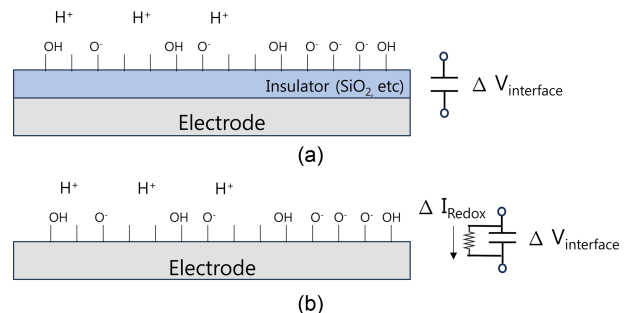 H⁺ H⁺ H⁺
OH O⁻ OH O⁻ OH O⁻ O⁻ O⁻ OH
Insulator (SiO₂, etc)
Δ V_interface
Electrode
(a)
H⁺ H⁺ H⁺
Δ I_Redox
OH O⁻ OH O⁻ OH O⁻ O⁻ O⁻ OH
Δ V_interface
Electrode
(b)